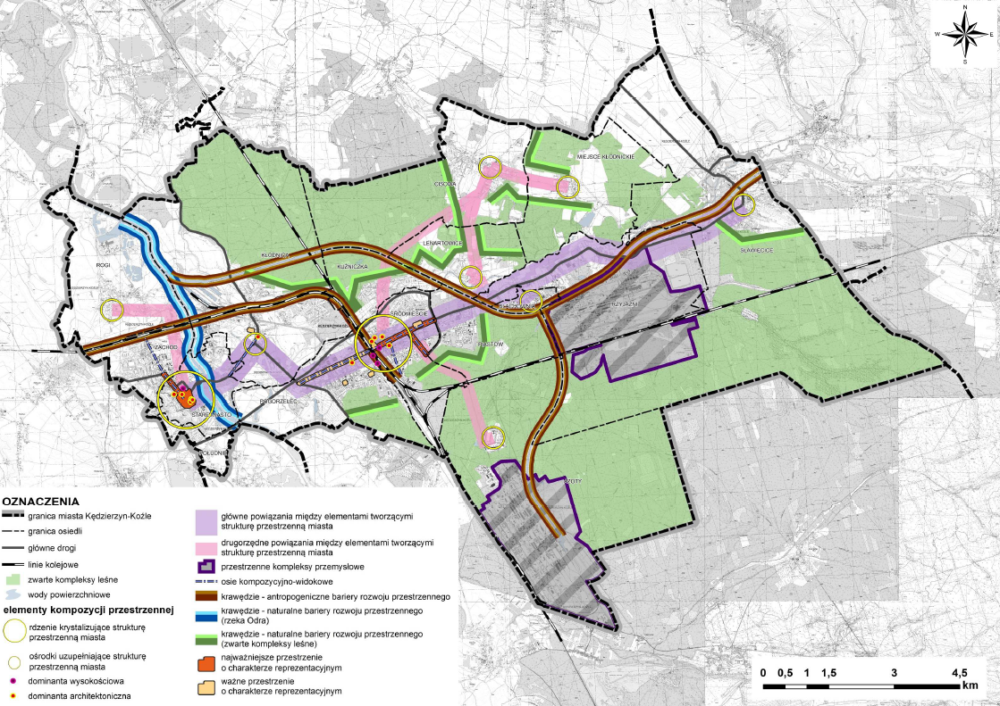 N
W
E
S
MIEJSCE KŁODNICKIE
CISOWA
SŁAWIĘCICE
LENARTOWICE
KŁODNICA
KUŹNICZKA
ROGI
ŚRÓDMIEŚCIE
PIASTÓW
ZACHÓD
POGORZELEC
STARE MIASTO
POŁUDNIE
AZOTY
OZNACZENIA
granica miasta Kędzierzyn-Koźle
granica osiedli
główne drogi
linie kolejowe
zwarte kompleksy leśne
wody powierzchniowe
elementy kompozycji przestrzennej
rdzenie krystalizujące strukturę
przestrzenną miasta
ośrodki uzupełniające strukturę
przestrzenną miasta
dominanta wysokościowa
dominanta architektoniczna
główne powiązania między elementami tworzącymi
strukturę przestrzenną miasta
drugorzędne powiązania między elementami tworzącymi
strukturę przestrzenną miasta
przestrzenne kompleksy przemysłowe
osie kompozycyjno-widokowe
krawędzie - antropogeniczne bariery rozwoju przestrzennego
krawędzie - naturalne bariery rozwoju przestrzennego
(rzeka Odra)
krawędzie - naturalne bariery rozwoju przestrzennego
(zwarte kompleksy leśne)
najważniejsze przestrzenie
o charakterze reprezentacyjnym
ważne przestrzenie
o charakterze reprezentacyjnym
0 0,5 1 1,5 3 4,5
km